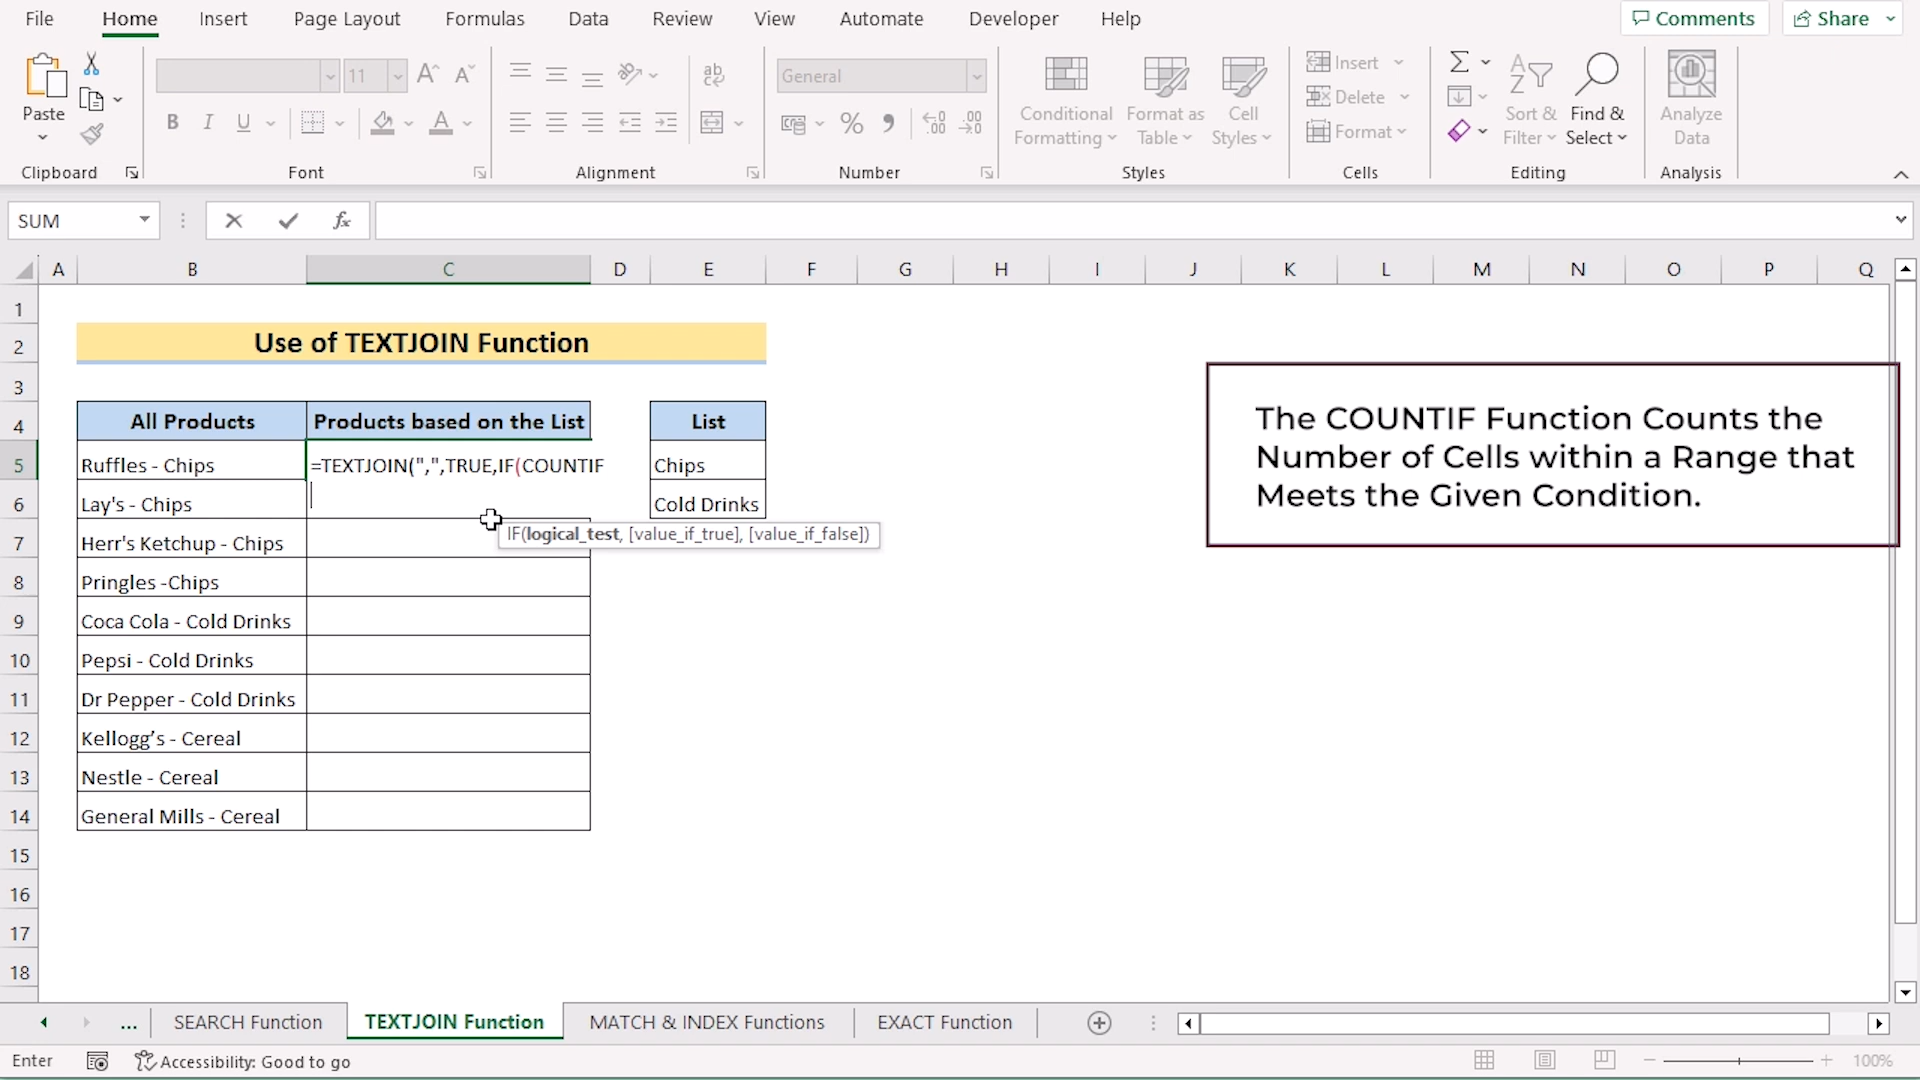 File Home Insert Page Layout Formulas Data Review View Automate Developer Help Comments Share
11 General Insert
Paste Conditional Format as Cell Delete Sort & Find & Analyze
B I U Formatting Table Styles Format Filter Select Data
Clipboard Font Alignment Number Styles Cells Editing Analysis
SUM fx
A B C D E F G H I J K L M N O P Q
1
2 Use of TEXTJOIN Function
3
4 All Products Products based on the List List
5 Ruffles - Chips =TEXTJOIN(",",TRUE,IF(COUNTIF Chips
6 Lay's - Chips Cold Drinks
IF(logical_test, [value_if_true], [value_if_false])
7 Herr's Ketchup - Chips
8 Pringles -Chips
9 Coca Cola - Cold Drinks
10 Pepsi - Cold Drinks
11 Dr Pepper - Cold Drinks
12 Kellogg’s - Cereal
13 Nestle - Cereal
14 General Mills - Cereal
15
16
17
18
The COUNTIF Function Counts the
Number of Cells within a Range that
Meets the Given Condition.
... SEARCH Function TEXTJOIN Function MATCH & INDEX Functions EXACT Function
Enter Accessibility: Good to go 100%